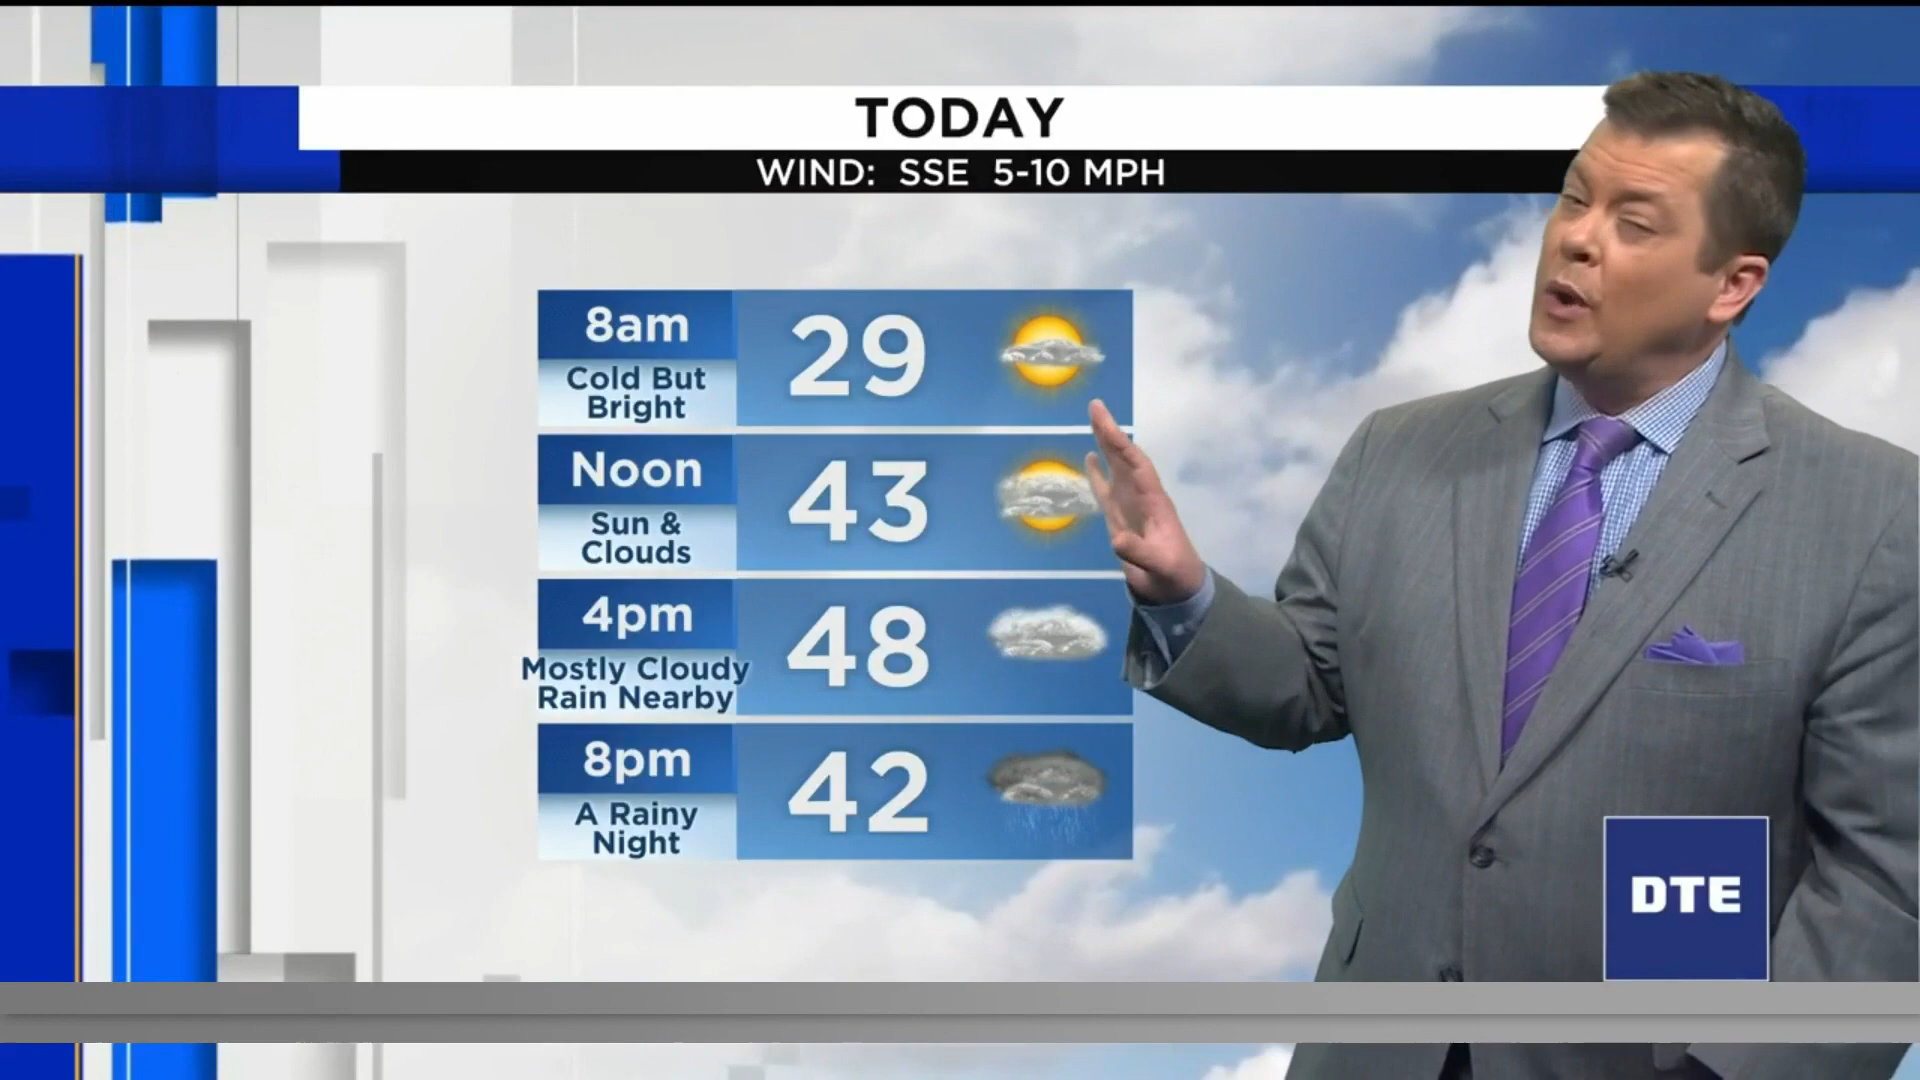 TODAY
WIND: SSE 5-10 MPH
8am
Cold But
Bright
29
Noon
Sun &
Clouds
43
4pm
Mostly Cloudy
Rain Nearby
48
8pm
A Rainy
Night
42
DTE